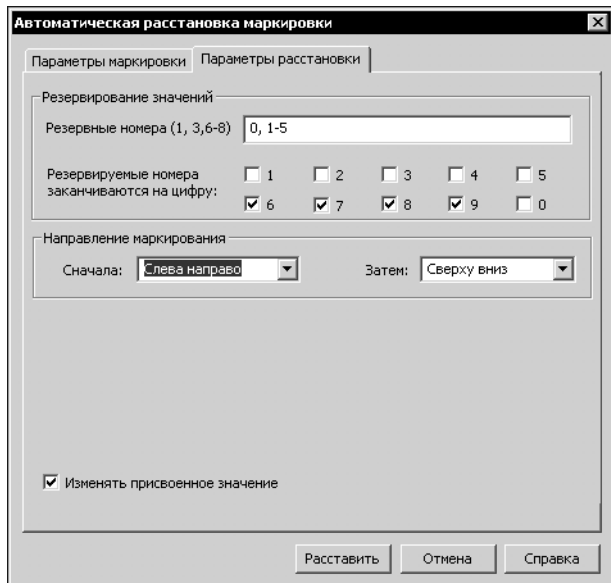 Автоматическая расстановка маркировки
Параметры маркировки Параметры расстановки
Резервирование значений
Резервные номера (1, 3,6-8) 0, 1-5
Резервируемые номера
заканчиваются на цифру:
1 2 3 4 5
6 7 8 9 0
Направление маркирования
Сначала: Слева направо Затем: Сверху вниз
Изменять присвоенное значение
Расставить Отмена Справка